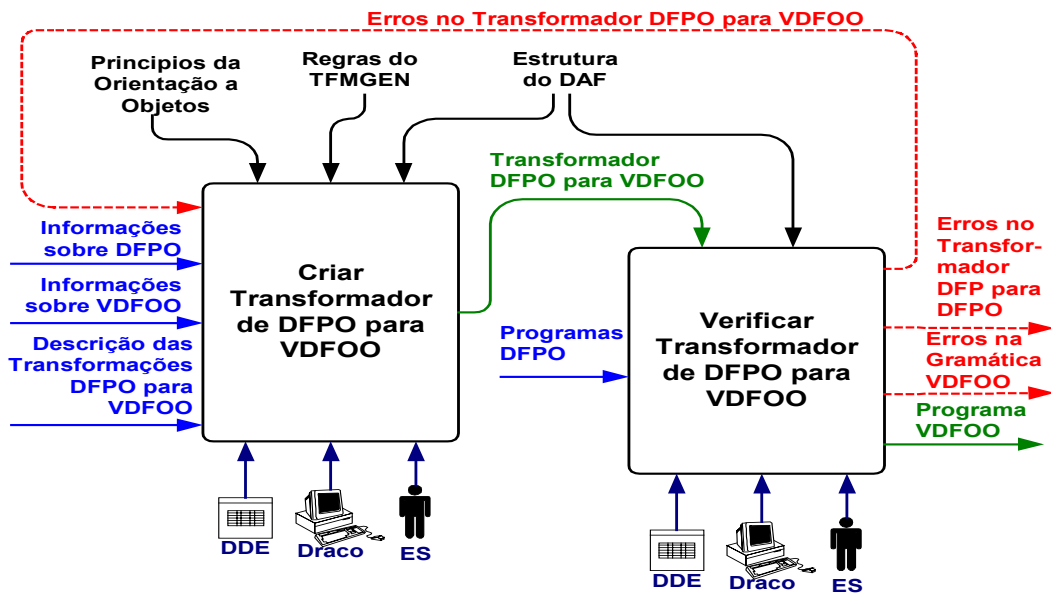 Erros no Transformador DFPO para VDFOO
Principios da
Orientação a
Objetos
Regras do
TFMGEN
Estrutura
do DAF
Transformador
DFPO para VDFOO
Informações
sobre DFPO
Informações
sobre VDFOO
Descrição das
Transformações
DFPO para
VDFOO
Criar
Transformador
de DFPO para
VDFOO
Programas
DFPO
Verificar
Transformador
de DFPO para
VDFOO
Erros no
Transfor-
mador
DFP para
DFPO
Erros na
Gramática
VDFOO
Programa
VDFOO
DDE
Draco
ES
DDE
Draco
ES